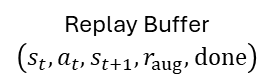 Replay Buffer
(s_t, a_t, s_{t+1}, r_aug, done)